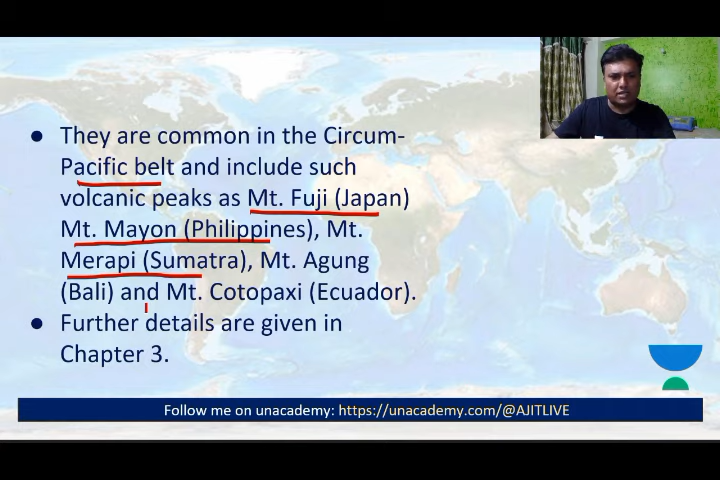 ● They are common in the Circum-
Pacific belt and include such
volcanic peaks as Mt. Fuji (Japan)
Mt. Mayon (Philippines), Mt.
Merapi (Sumatra), Mt. Agung
(Bali) and Mt. Cotopaxi (Ecuador).
● Further details are given in
Chapter 3.
Follow me on unacademy: https://unacademy.com/@AJITLIVE